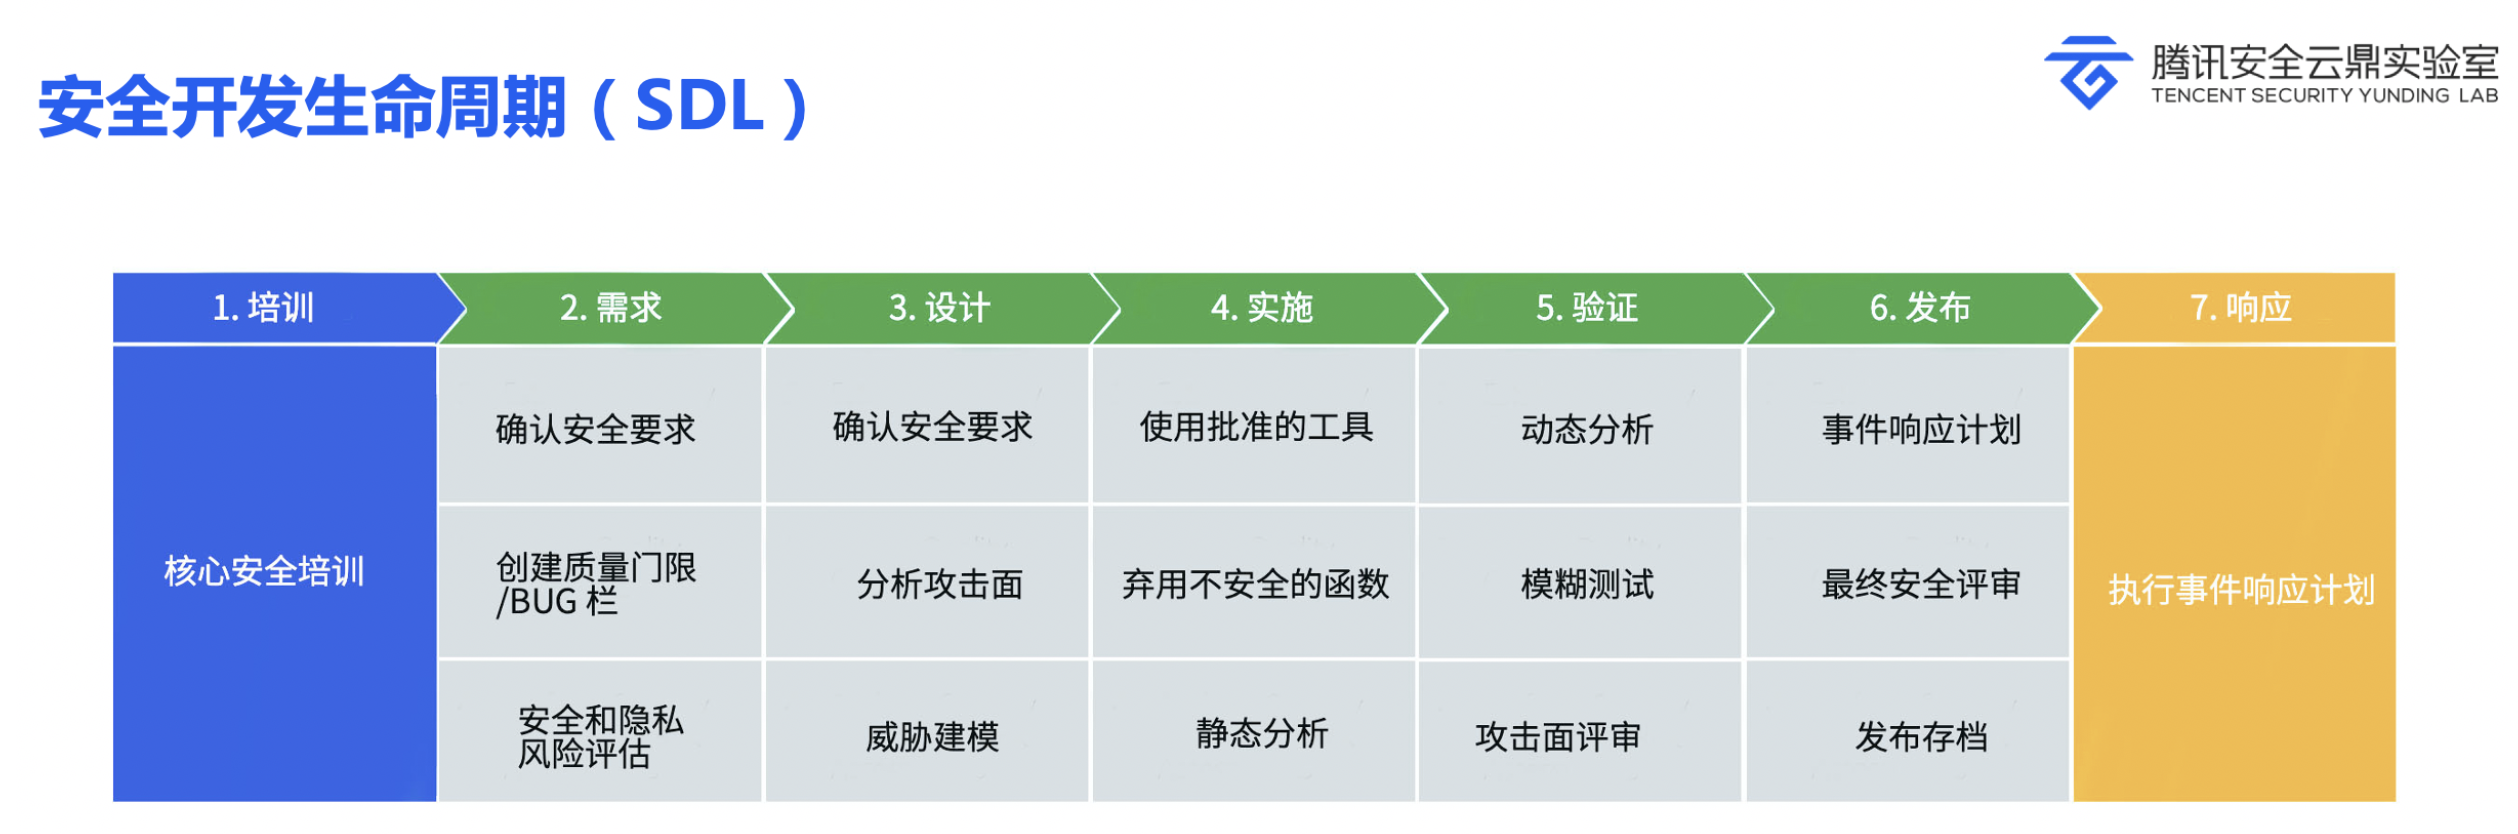 安全开发生命周期（SDL）
腾讯安全云鼎实验室
TENCENT SECURITY YUNDING LAB
1. 培训
2. 需求
3. 设计
4. 实施
5. 验证
6. 发布
7. 响应
核心安全培训
确认安全要求
确认安全要求
使用批准的工具
动态分析
事件响应计划
创建质量门限
/BUG 栏
分析攻击面
弃用不安全的函数
模糊测试
最终安全评审
执行事件响应计划
安全和隐私
风险评估
威胁建模
静态分析
攻击面评审
发布存档